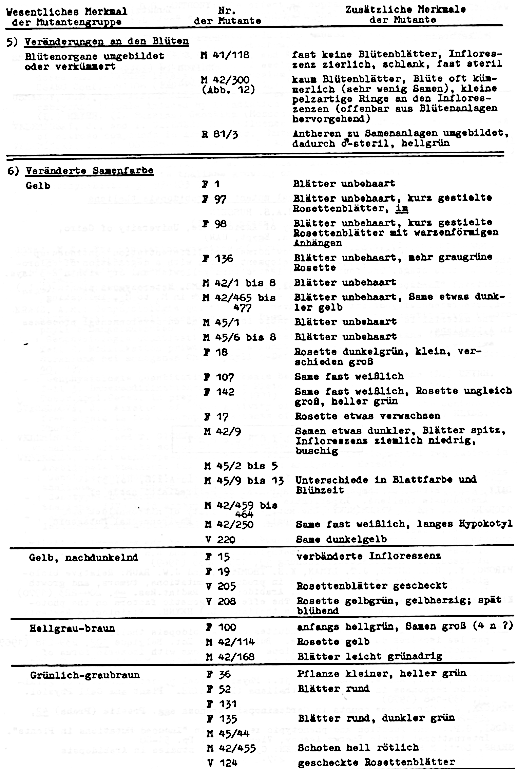 Wesentliches Merkmal Nr. Zusätzliche Merkmale
der Mutantengruppe der Mutante der Mutante
5) Veränderungen an den Blüten
Blütenorgane umgebildet M 41/118 fast keine Blütenblätter, Inflores-
oder verkümmert zenz zierlich, schlank, fast steril
M 42/300 kaum Blütenblätter, Blüte oft küm-
(Abb. 12) merlich (sehr wenig Samen), kleine
pelzartige Ringe an den Inflores-
zenzen (offenbar aus Blütenanlagen
hervorgehend)
R 81/3 Antheren zu Samenanlagen umgebildet,
dadurch ♂-steril, hellgrün
6) Veränderte Samenfarbe
Gelb F 1 Blätter unbehaart
F 97 Blätter unbehaart, kurz gestielte
Rosettenblätter, im
F 98 Blätter unbehaart, kurz gestielte
Rosettenblätter mit warzenförmigen
Anhängen
F 136 Blätter unbehaart, mehr graugrüne
Rosette
M 42/1 bis 8 Blätter unbehaart
M 42/465 bis Blätter unbehaart, Same etwas dunk-
477 ler gelb
M 45/1 Blätter unbehaart
M 45/6 bis 8 Blätter unbehaart
F 18 Rosette dunkelgrün, klein, ver-
schieden groß
F 107 Same fast weißlich
F 142 Same fast weißlich, Rosette ungleich
groß, heller grün
F 17 Rosette etwas verwachsen
M 42/9 Samen etwas dunkler, Blätter spitz,
Infloreszenz ziemlich niedrig,
buschig
M 45/2 bis 5
M 45/9 bis 13 Unterschiede in Blattfarbe und
Blühzeit
M 42/459 bis
464
M 42/250 Same fast weißlich, langes Hypokotyl
V 220 Same dunkelgelb
Gelb, nachdunkelnd F 15 verbänderte Infloreszenz
F 19
V 205 Rosettenblätter gescheckt
V 208 Rosette gelbgrün, gelbherzig; spät
blühend
Hellgrau-braun F 100 anfangs hellgrün, Samen groß (4 n ?)
M 42/114 Rosette gelb
M 42/168 Blätter leicht grünadrig
Grünlich-graubraun F 36 Pflanze kleiner, heller grün
F 52 Blätter rund
F 131
F 135 Blätter rund, dunkler grün
M 45/44
M 42/455 Schoten hell rötlich
V 124 gescheckte Rosettenblätter